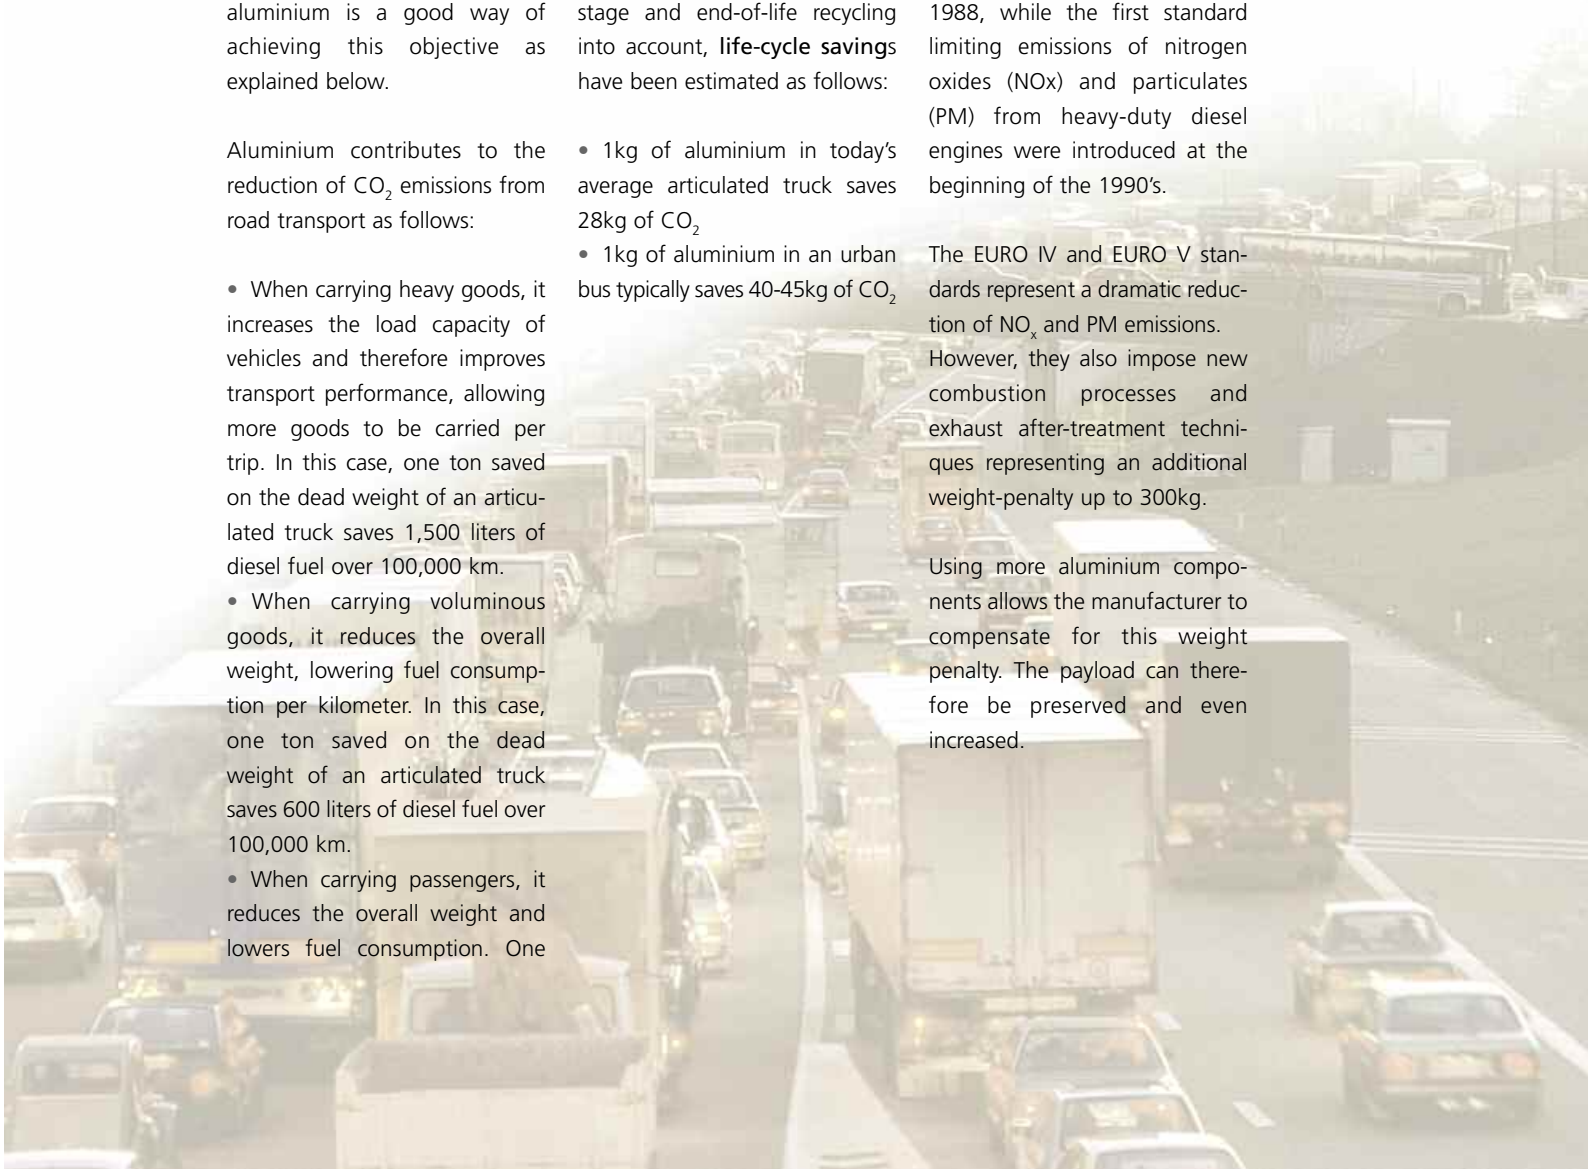 aluminium is a good way of
achieving this objective as
explained below.
Aluminium contributes to the
reduction of CO2 emissions from
road transport as follows:
• When carrying heavy goods, it
increases the load capacity of
vehicles and therefore improves
transport performance, allowing
more goods to be carried per
trip. In this case, one ton saved
on the dead weight of an articu-
lated truck saves 1,500 liters of
diesel fuel over 100,000 km.
• When carrying voluminous
goods, it reduces the overall
weight, lowering fuel consump-
tion per kilometer. In this case,
one ton saved on the dead
weight of an articulated truck
saves 600 liters of diesel fuel over
100,000 km.
• When carrying passengers, it
reduces the overall weight and
lowers fuel consumption. One
stage and end-of-life recycling
into account, life-cycle savings
have been estimated as follows:
• 1kg of aluminium in today's
average articulated truck saves
28kg of CO2
• 1kg of aluminium in an urban
bus typically saves 40-45kg of CO2
1988, while the first standard
limiting emissions of nitrogen
oxides (NOx) and particulates
(PM) from heavy-duty diesel
engines were introduced at the
beginning of the 1990's.
The EURO IV and EURO V stan-
dards represent a dramatic reduc-
tion of NOx and PM emissions.
However, they also impose new
combustion processes and
exhaust after-treatment techni-
ques representing an additional
weight-penalty up to 300kg.
Using more aluminium compo-
nents allows the manufacturer to
compensate for this weight
penalty. The payload can there-
fore be preserved and even
increased.